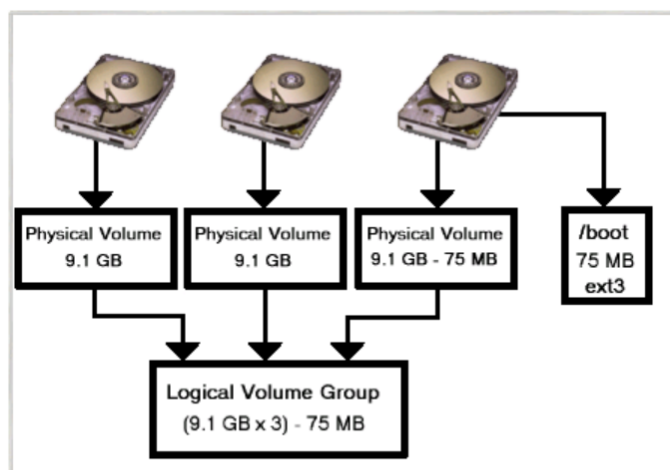 Physical Volume
9.1 GB
Physical Volume
9.1 GB
Physical Volume
9.1 GB - 75 MB
/boot
75 MB
ext3
Logical Volume Group
(9.1 GB x 3) - 75 MB